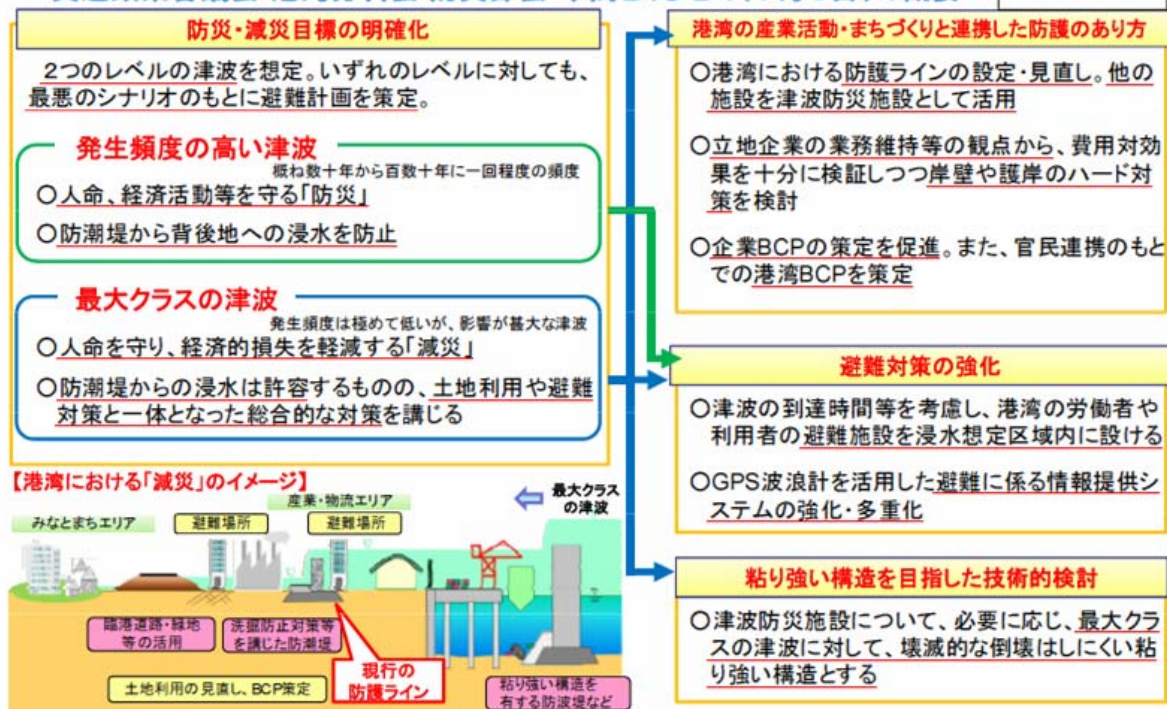 防災・減災目標の明確化
２つのレベルの津波を想定。いずれのレベルに対しても、
最悪のシナリオのもとに避難計画を策定。
発生頻度の高い津波
概ね数十年から百数十年に一回程度の頻度
〇人命、経済活動等を守る「防災」
〇防潮堤から背後地への浸水を防止
最大クラスの津波
発生頻度は極めて低いが、影響が甚大な津波
〇人命を守り、経済的損失を軽減する「減災」
〇防潮堤からの浸水は許容するものの、土地利用や避難
対策と一体となった総合的な対策を講じる
【港湾における「減災」のイメージ】
みなとまちエリア
産業・物流エリア
避難場所
避難場所
最大クラス
の津波
臨港道路・緑地
等の活用
洗掘防止対策等
を講じた防潮堤
現行の
防護ライン
土地利用の見直し、BCP策定
粘り強い構造を
有する防波堤など
港湾の産業活動・まちづくりと連携した防護のあり方
〇港湾における防護ラインの設定・見直し。他の
施設を津波防災施設として活用
〇立地企業の業務維持等の観点から、費用対効
果を十分に検証しつつ岸壁や護岸のハード対
策を検討
〇企業BCPの策定を促進。また、官民連携のもと
での港湾BCPを策定
避難対策の強化
〇津波の到達時間等を考慮し、港湾の労働者や
利用者の避難施設を浸水想定区域内に設ける
〇GPS波浪計を活用した避難に係る情報提供シ
ステムの強化・多重化
粘り強い構造を目指した技術的検討
〇津波防災施設について、必要に応じ、最大クラ
スの津波に対して、壊滅的な倒壊はしにくい粘
り強い構造とする